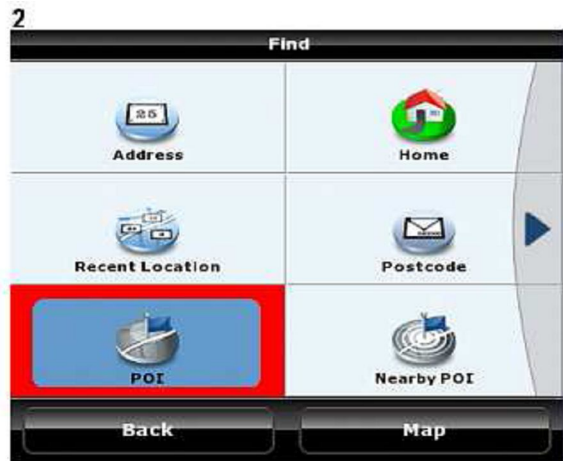 2
Find
25
Address
Home
Recent Location
Postcode
POI
Nearby POI
Back
Map